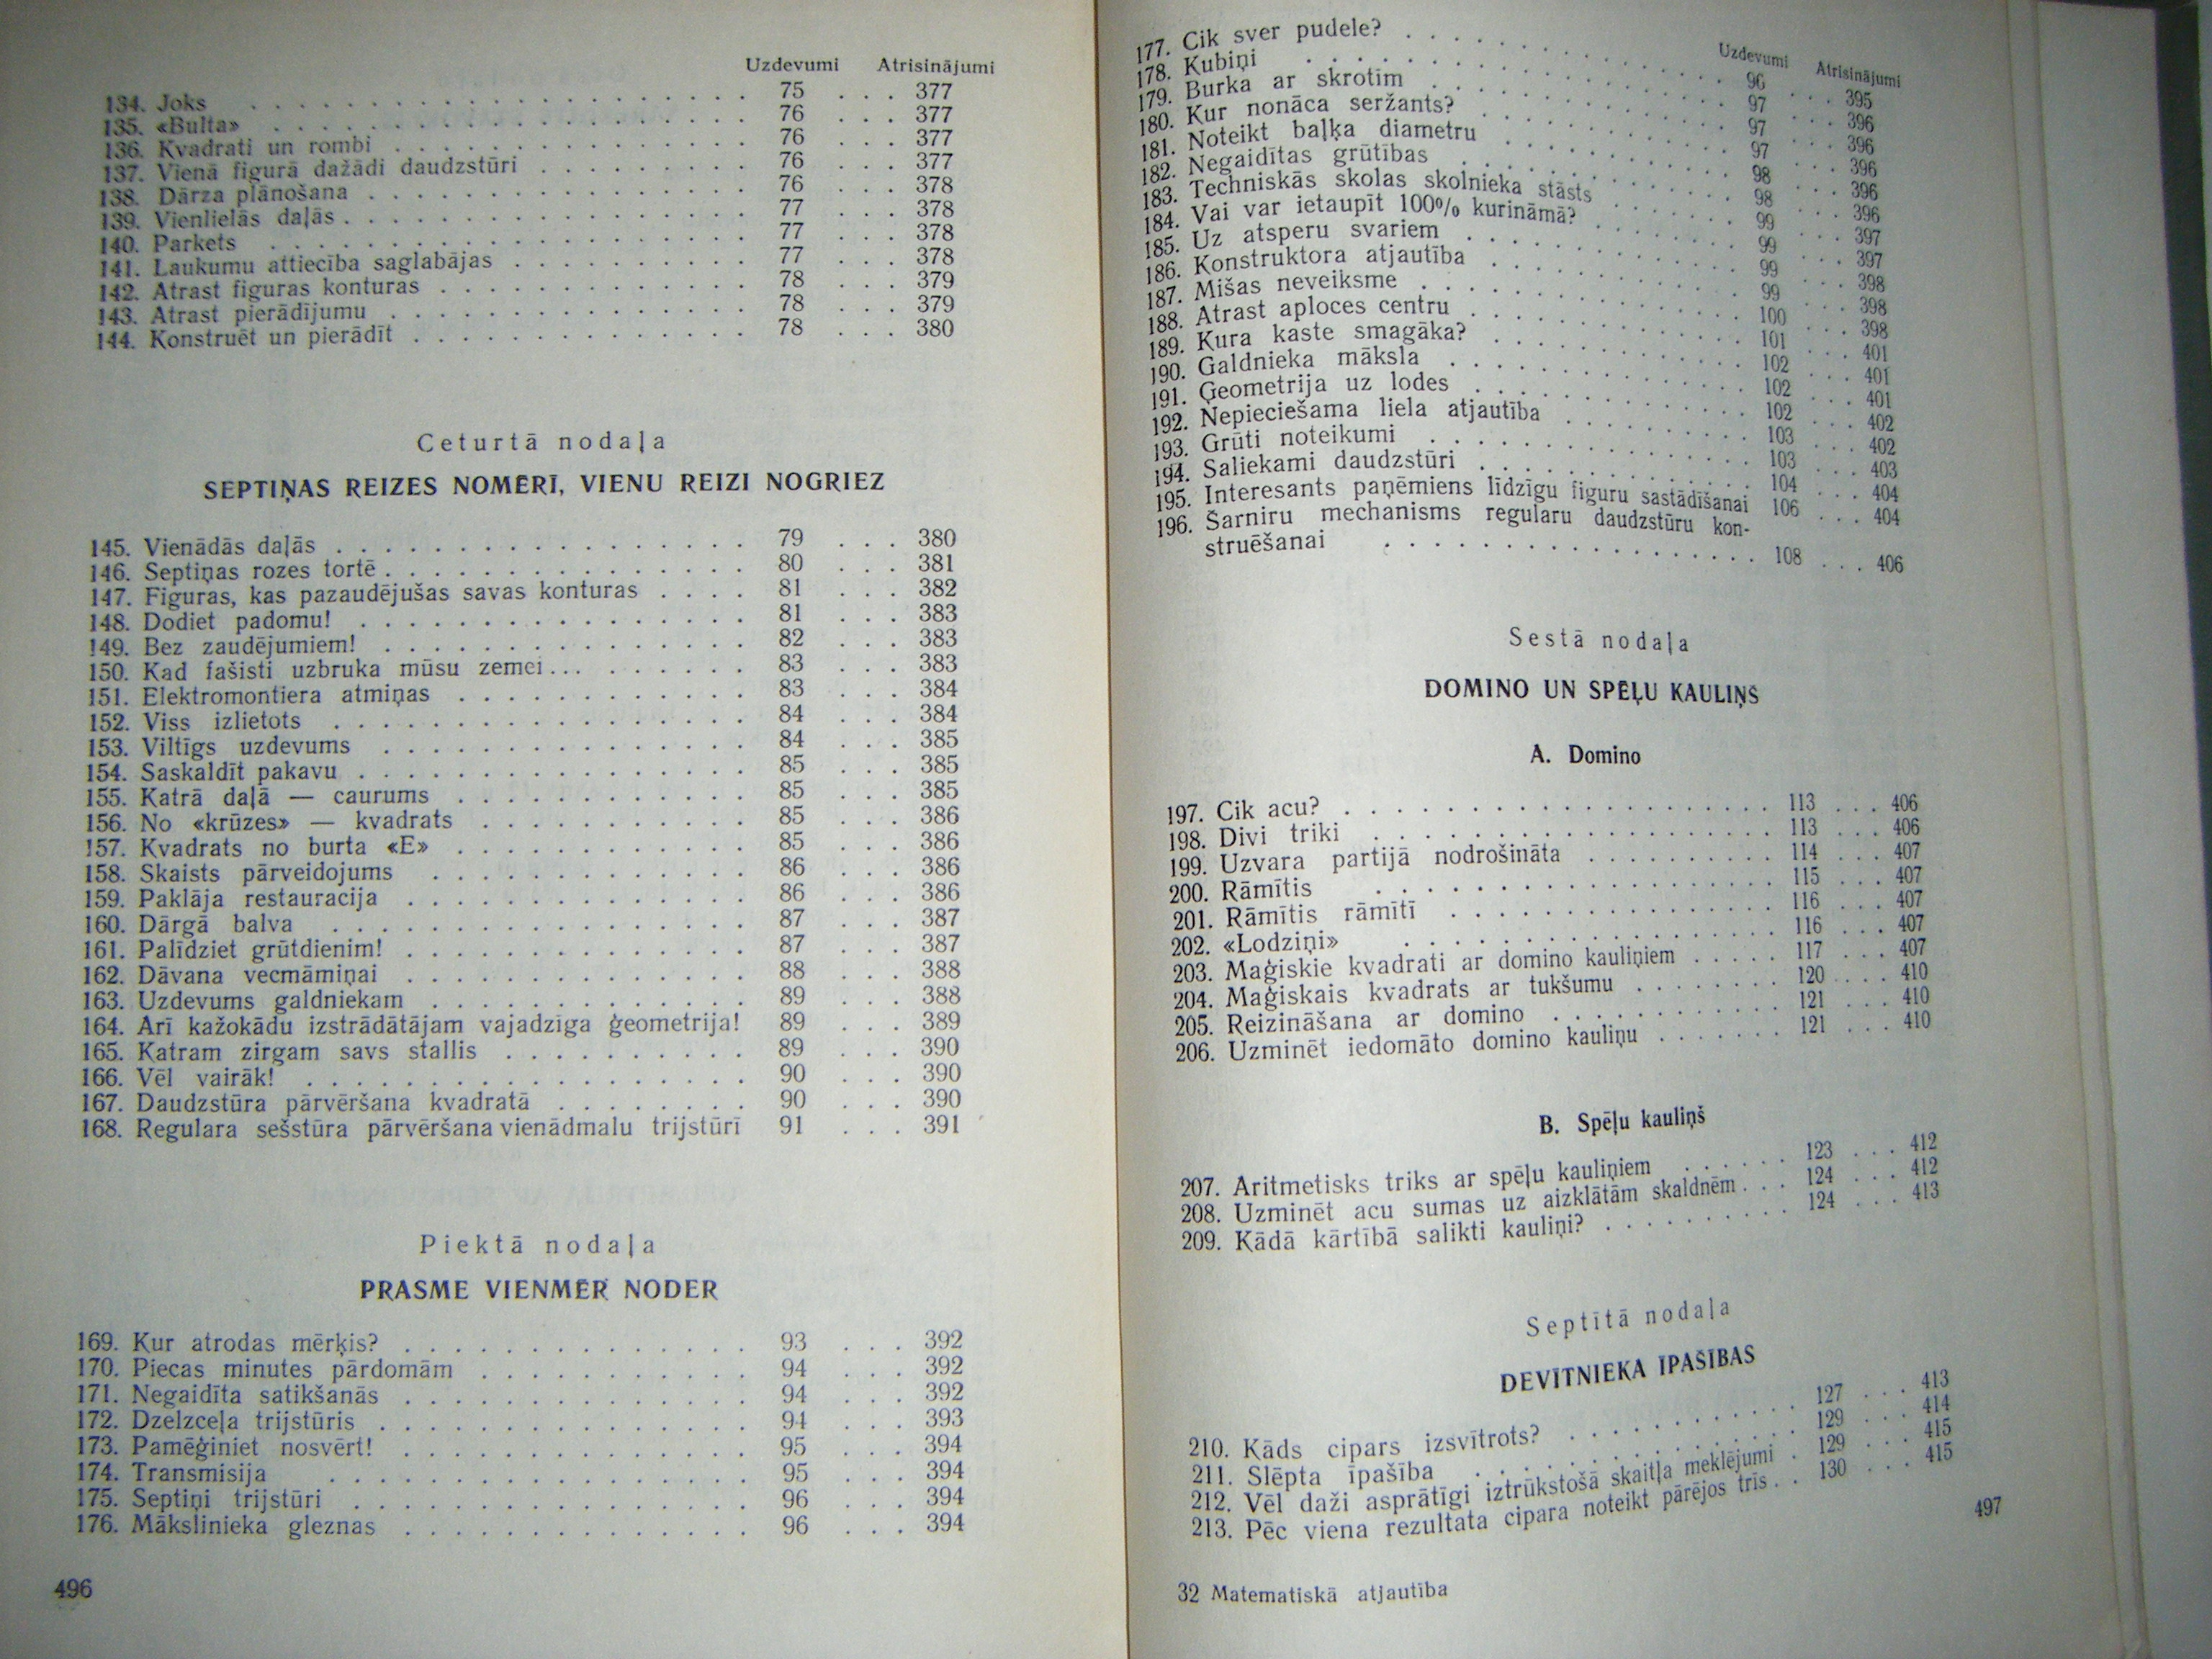 Uzdevumi Atrisinājumi
134. Joks . . . 75 . . . 377
135. «Bulta» . . . 76 . . . 377
136. Kvadrati un rombi . . . 76 . . . 377
137. Vienā figurā dažādi daudzstūri . . . 76 . . . 377
138. Dārza plānošana . . . 76 . . . 378
139. Vienlielās daļās . . . 77 . . . 378
140. Parkets . . . 77 . . . 378
141. Laukumu attiecība saglabājas . . . 77 . . . 378
142. Atrast figuras konturas . . . 78 . . . 379
143. Atrast pierādījumu . . . 78 . . . 379
144. Konstruēt un pierādīt . . . 78 . . . 380
Ceturtā nodaļa
SEPTIŅAS REIZES NOMĒRĪ, VIENU REIZI NOGRIEZ
145. Vienādās daļās . . . 79 . . . 380
146. Septiņas rozes tortē . . . 80 . . . 381
147. Figuras, kas pazaudējušas savas konturas . . . 81 . . . 382
148. Dodiet padomu! . . . 81 . . . 383
149. Bez zaudējumiem! . . . 82 . . . 383
150. Kad fašisti uzbruka mūsu zemei... . . . 83 . . . 383
151. Elektromontiera atmiņas . . . 83 . . . 384
152. Viss izlietots . . . 84 . . . 384
153. Viltīgs uzdevums . . . 84 . . . 385
154. Saskaldīt pakavu . . . 85 . . . 385
155. Katrā daļā — caurums . . . 85 . . . 385
156. No «krūzes» — kvadrats . . . 85 . . . 386
157. Kvadrats no burta «E» . . . 85 . . . 386
158. Skaists pārveidojums . . . 86 . . . 386
159. Paklāja restauracija . . . 86 . . . 386
160. Dārgā balva . . . 87 . . . 387
161. Palīdziet grūtdienim! . . . 87 . . . 387
162. Dāvana vecmāmiņai . . . 88 . . . 388
163. Uzdevums galdniekam . . . 89 . . . 388
164. Arī kažokādu izstrādātājam vajadzīga ģeometrija! 89 . . . 389
165. Katram zirgam savs stallis . . . 89 . . . 390
166. Vēl vairāk! . . . 90 . . . 390
167. Daudzstūra pārvēršana kvadratā . . . 90 . . . 390
168. Regulara sešstūra pārvēršana vienādmalu trijstūrī 91 . . . 391
Piektā nodaļa
PRASME VIENMĒR NODER
169. Kur atrodas mērķis? . . . 93 . . . 392
170. Piecas minutes pārdomām . . . 94 . . . 392
171. Negaidīta satikšanās . . . 94 . . . 392
172. Dzelzceļa trijstūris . . . 94 . . . 393
173. Pamēģiniet nosvērt! . . . 95 . . . 394
174. Transmisija . . . 95 . . . 394
175. Septiņi trijstūri . . . 96 . . . 394
176. Mākslinieka gleznas . . . 96 . . . 394
496
Uzdevumi Atrisinājumi
177. Cik sver pudele? . . . 96 . . . 395
178. Kubiņi . . . 97 . . . 396
179. Burka ar skrotīm . . . 97 . . . 396
180. Kur nonāca seržants? . . . 97 . . . 396
181. Noteikt baļķa diametru . . . 98 . . . 396
182. Negaidītas grūtības . . . 98 . . . 396
183. Techniskās skolas skolnieka stāsts . . . 99 . . . 397
184. Vai var ietaupīt 100% kurināmā? . . . 99 . . . 397
185. Uz atsperu svariem . . . 99 . . . 398
186. Konstruktora atjautība . . . 99 . . . 398
187. Mišas neveiksme . . . 100 . . . 398
188. Atrast aploces centru . . . 101 . . . 401
189. Kura kaste smagāka? . . . 102 . . . 401
190. Galdnieka māksla . . . 102 . . . 401
191. Ģeometrija uz lodes . . . 102 . . . 402
192. Nepieciešama liela atjautība . . . 103 . . . 402
193. Grūti noteikumi . . . 103 . . . 403
194. Saliekami daudzstūri . . . 104 . . . 404
195. Interesants paņēmiens līdzīgu figuru sastādīšanai 106 . . . 404
196. Šarniru mechanisms regularu daudzstūru kon-
struēšanai . . . 108 . . . 406
Sestā nodaļa
DOMINO UN SPĒĻU KAULIŅŠ
A. Domino
197. Cik acu? . . . 113 . . . 406
198. Divi triki . . . 113 . . . 406
199. Uzvara partijā nodrošināta . . . 114 . . . 407
200. Rāmītis . . . 115 . . . 407
201. Rāmītis rāmītī . . . 116 . . . 407
202. «Lodziņi» . . . 116 . . . 407
203. Maģiskie kvadrati ar domino kauliņiem . . . 117 . . . 407
204. Maģiskais kvadrats ar tukšumu . . . 120 . . . 410
205. Reizināšana ar domino . . . 121 . . . 410
206. Uzminēt iedomāto domino kauliņu . . . 121 . . . 410
B. Spēļu kauliņš
207. Aritmetisks triks ar spēļu kauliņiem . . . 123 . . . 412
208. Uzminēt acu sumas uz aizklātām skaldnēm . . . 124 . . . 412
209. Kādā kārtībā salikti kauliņi? . . . 124 . . . 413
Septītā nodaļa
DEVĪTNIEKA ĪPAŠĪBAS
210. Kāds cipars izsvītrots? . . . 127 . . . 413
211. Slēpta īpašība . . . 129 . . . 414
212. Vēl daži asprātīgi iztrūkstošā skaitļa meklējumi . 129 . . . 415
213. Pēc viena rezultata cipara noteikt pārējos trīs . . 130 . . . 415
497
32 Matematiskā atjautība